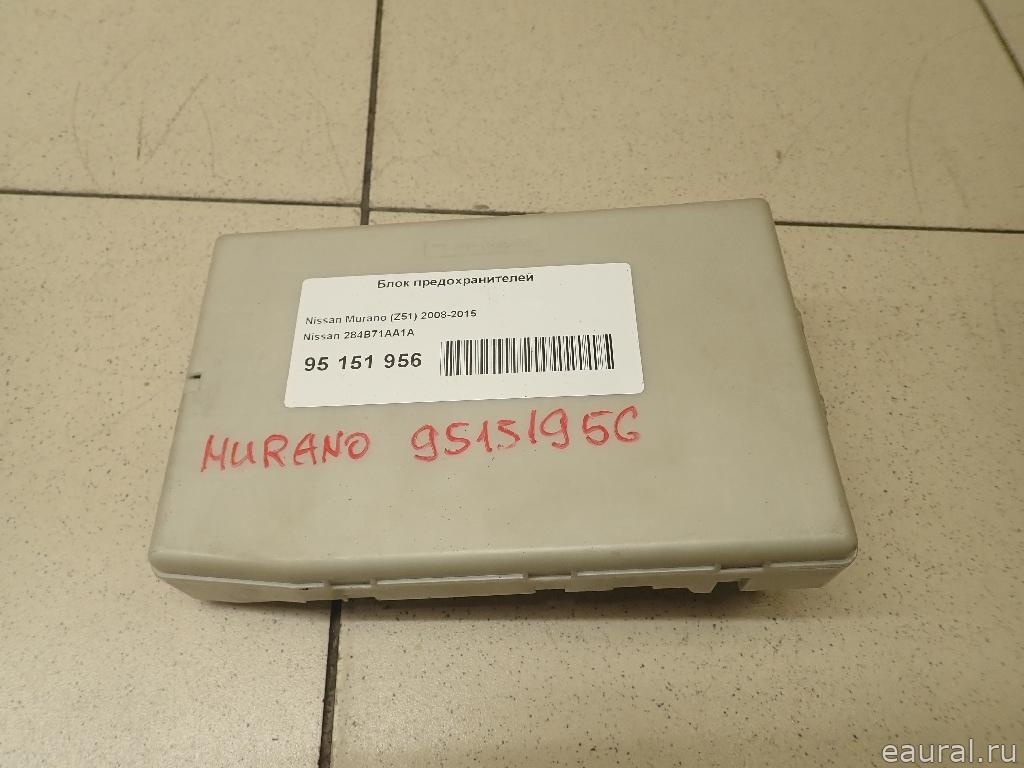 Блок предохранителей
Nissan Murano (Z51) 2008-2015
Nissan 284B71AA1A
95 151 956
MURANO 95151956
eaural.ru